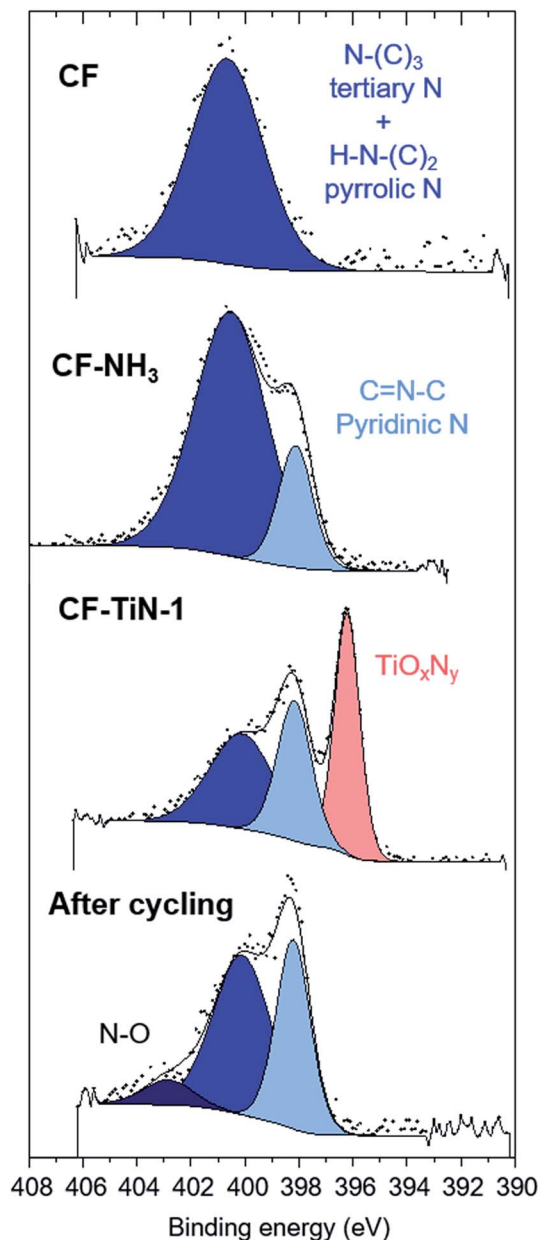 CF
N-(C)3
tertiary N
+
H-N-(C)2
pyrrolic N
CF-NH3
C=N-C
Pyridinic N
CF-TiN-1
TiOxNy
After cycling
N-O
408 406 404 402 400 398 396 394 392 390
Binding energy (eV)